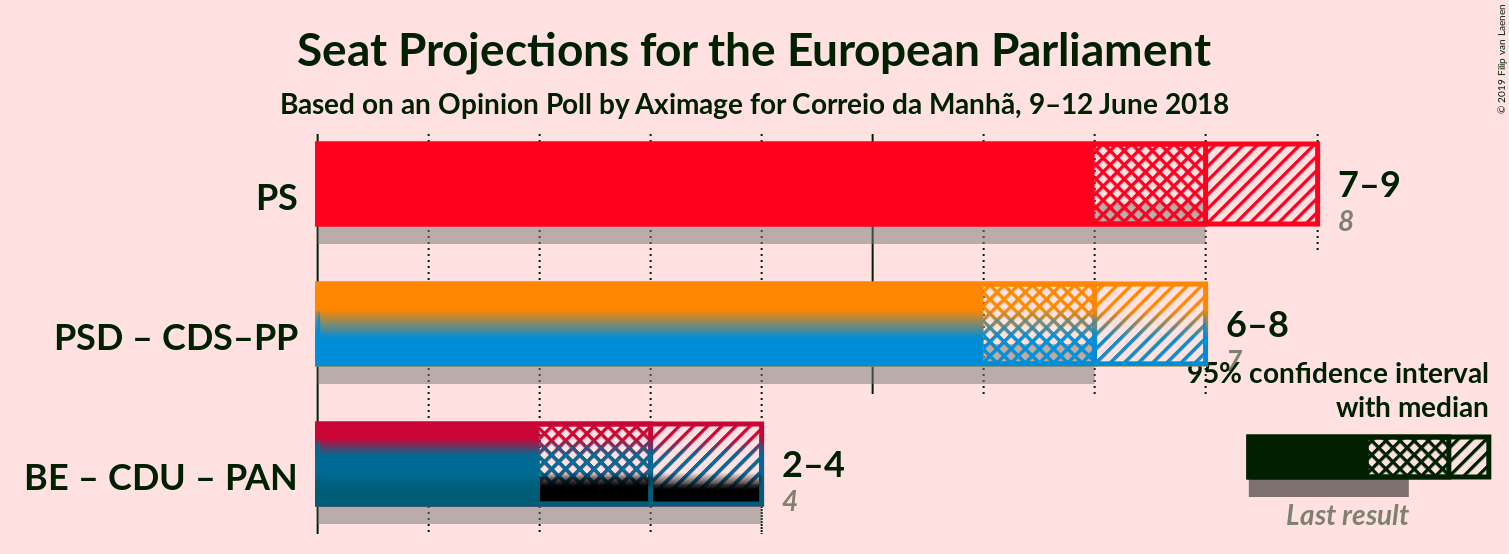 Seat Projections for the European Parliament
Based on an Opinion Poll by Aximage for Correio da Manhã, 9–12 June 2018
© 2019 Filip van Laenen
PS
7–9
8
PSD – CDS–PP
6–8
7
95% confidence interval
with median
BE – CDU – PAN
2–4
4
Last result